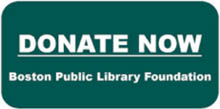 DONATE NOW
Boston Public Library Foundation